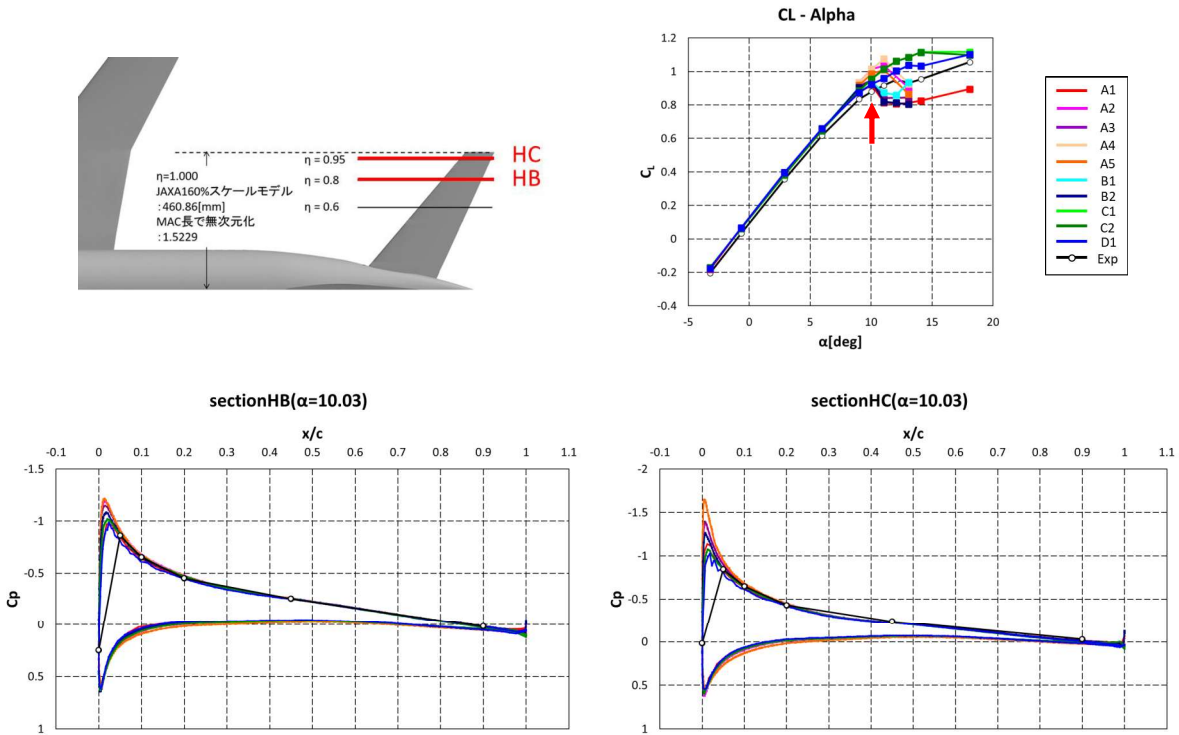 η=1.000
JAXA160%スケールモデル
:460.86[mm]
MAC長で無次元化
:1.5229
η = 0.95
η = 0.8
η = 0.6
HC
HB
CL - Alpha
1.2
1
0.8
0.6
0.4
0.2
0
-0.2
-0.4
-5 0 5 10 15 20
CL
α[deg]
A1
A2
A3
A4
A5
B1
B2
C1
C2
D1
Exp
sectionHB(α=10.03)
x/c
-0.1 0 0.1 0.2 0.3 0.4 0.5 0.6 0.7 0.8 0.9 1 1.1
-1.5
-1
-0.5
0
0.5
1
Cp
sectionHC(α=10.03)
x/c
-0.1 0 0.1 0.2 0.3 0.4 0.5 0.6 0.7 0.8 0.9 1 1.1
-2
-1.5
-1
-0.5
0
0.5
1
Cp